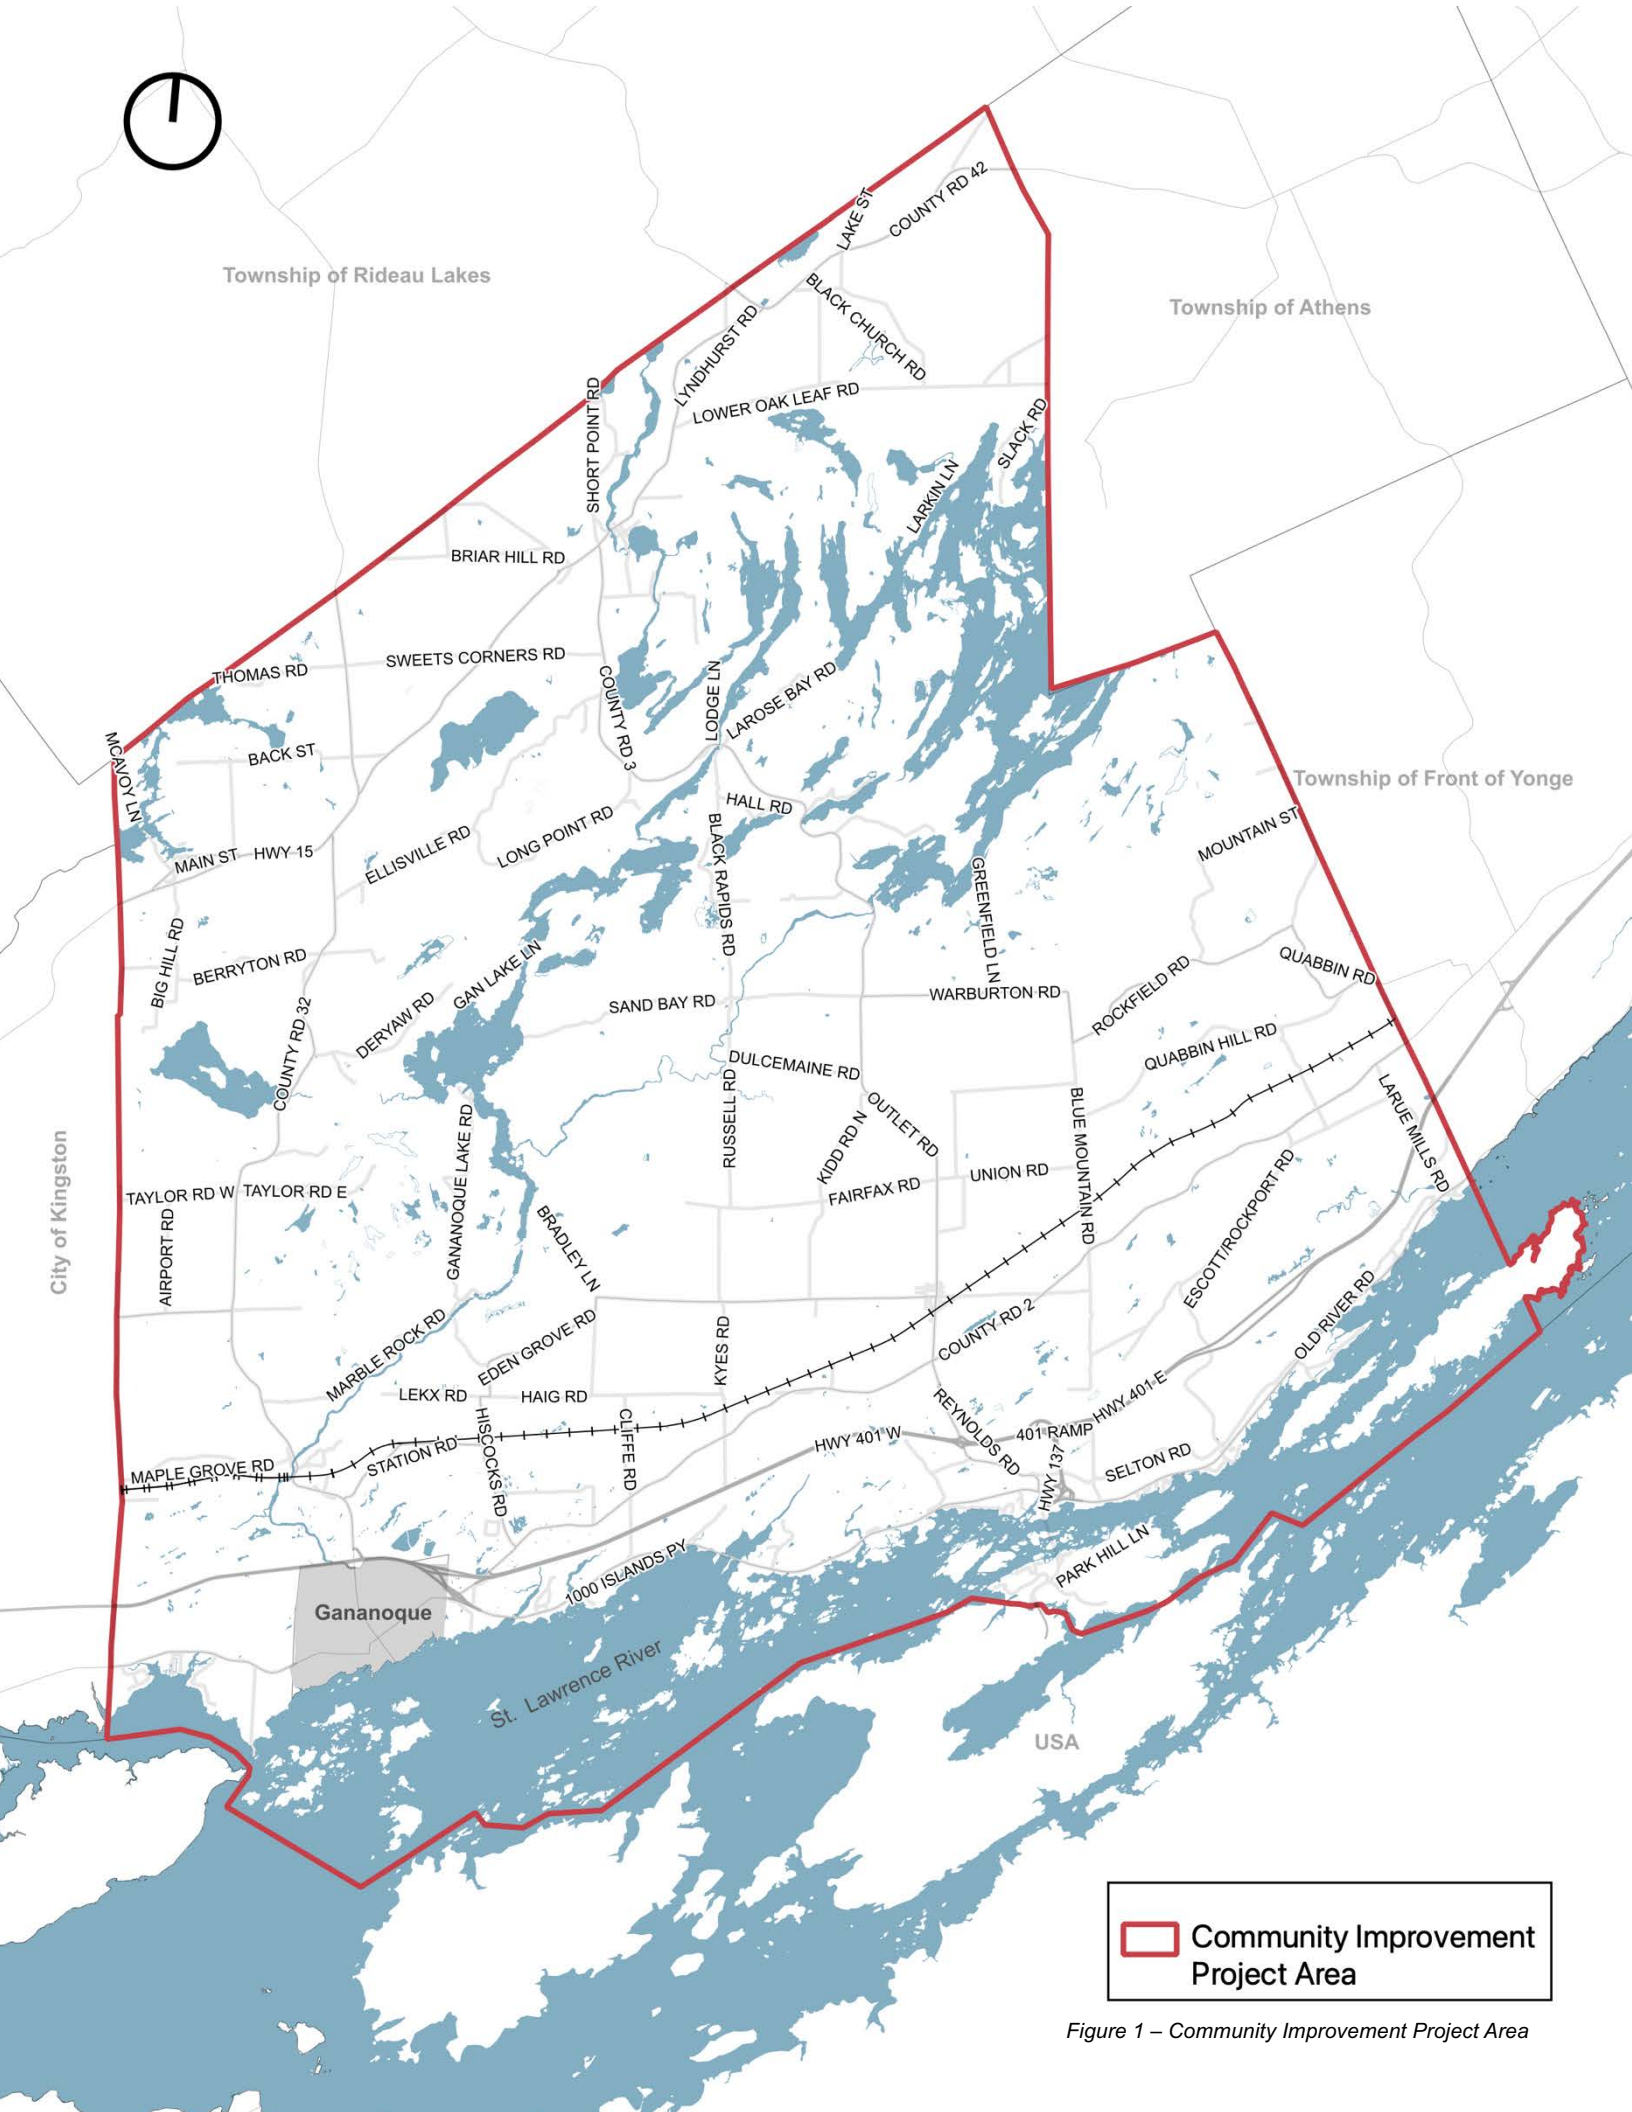 LAKE ST
COUNTY RD 42
Township of Rideau Lakes
Township of Athens
BLACK CHURCH RD
LYNDHURST RD
SHORT POINT RD
LOWER OAK LEAF RD
SLACK RD
LARKIN LN
BRIAR HILL RD
SWEETS CORNERS RD
THOMAS RD
COUNTY RD 3
LODGE LN
LAROSE BAY RD
MCAVOY LN
BACK ST
Township of Front of Yonge
HALL RD
MOUNTAIN ST
LONG POINT RD
ELLISVILLE RD
MAIN ST
HWY 15
BLACK RAPIDS RD
GREENFIELD LN
BIG HILL RD
BERRYTON RD
GAN LAKE LN
QUABBIN RD
ROCKFIELD RD
WARBURTON RD
SAND BAY RD
DERYAW RD
COUNTY RD 32
QUABBIN HILL RD
DULCEMAINE RD
RUSSELL RD
OUTLET RD
KIDD RD N
LARUE MILLS RD
BLUE MOUNTAIN RD
GANANOQUE LAKE RD
City of Kingston
TAYLOR RD W
TAYLOR RD E
UNION RD
FAIRFAX RD
ESCOTT/ROCKPORT RD
AIRPORT RD
BRADLEY LN
OLD RIVER RD
MARBLE ROCK RD
EDEN GROVE RD
KYES RD
COUNTY RD 2
LEKX RD
HAIG RD
HISCOCKS RD
CLIFFE RD
REYNOLDS RD
HWY 401 E
401 RAMP
HWY 401 W
STATION RD
MAPLE GROVE RD
SELTON RD
HWY 137
PARK HILL LN
1000 ISLANDS PY
Gananoque
St. Lawrence River
USA
Community Improvement
Project Area
Figure 1 – Community Improvement Project Area